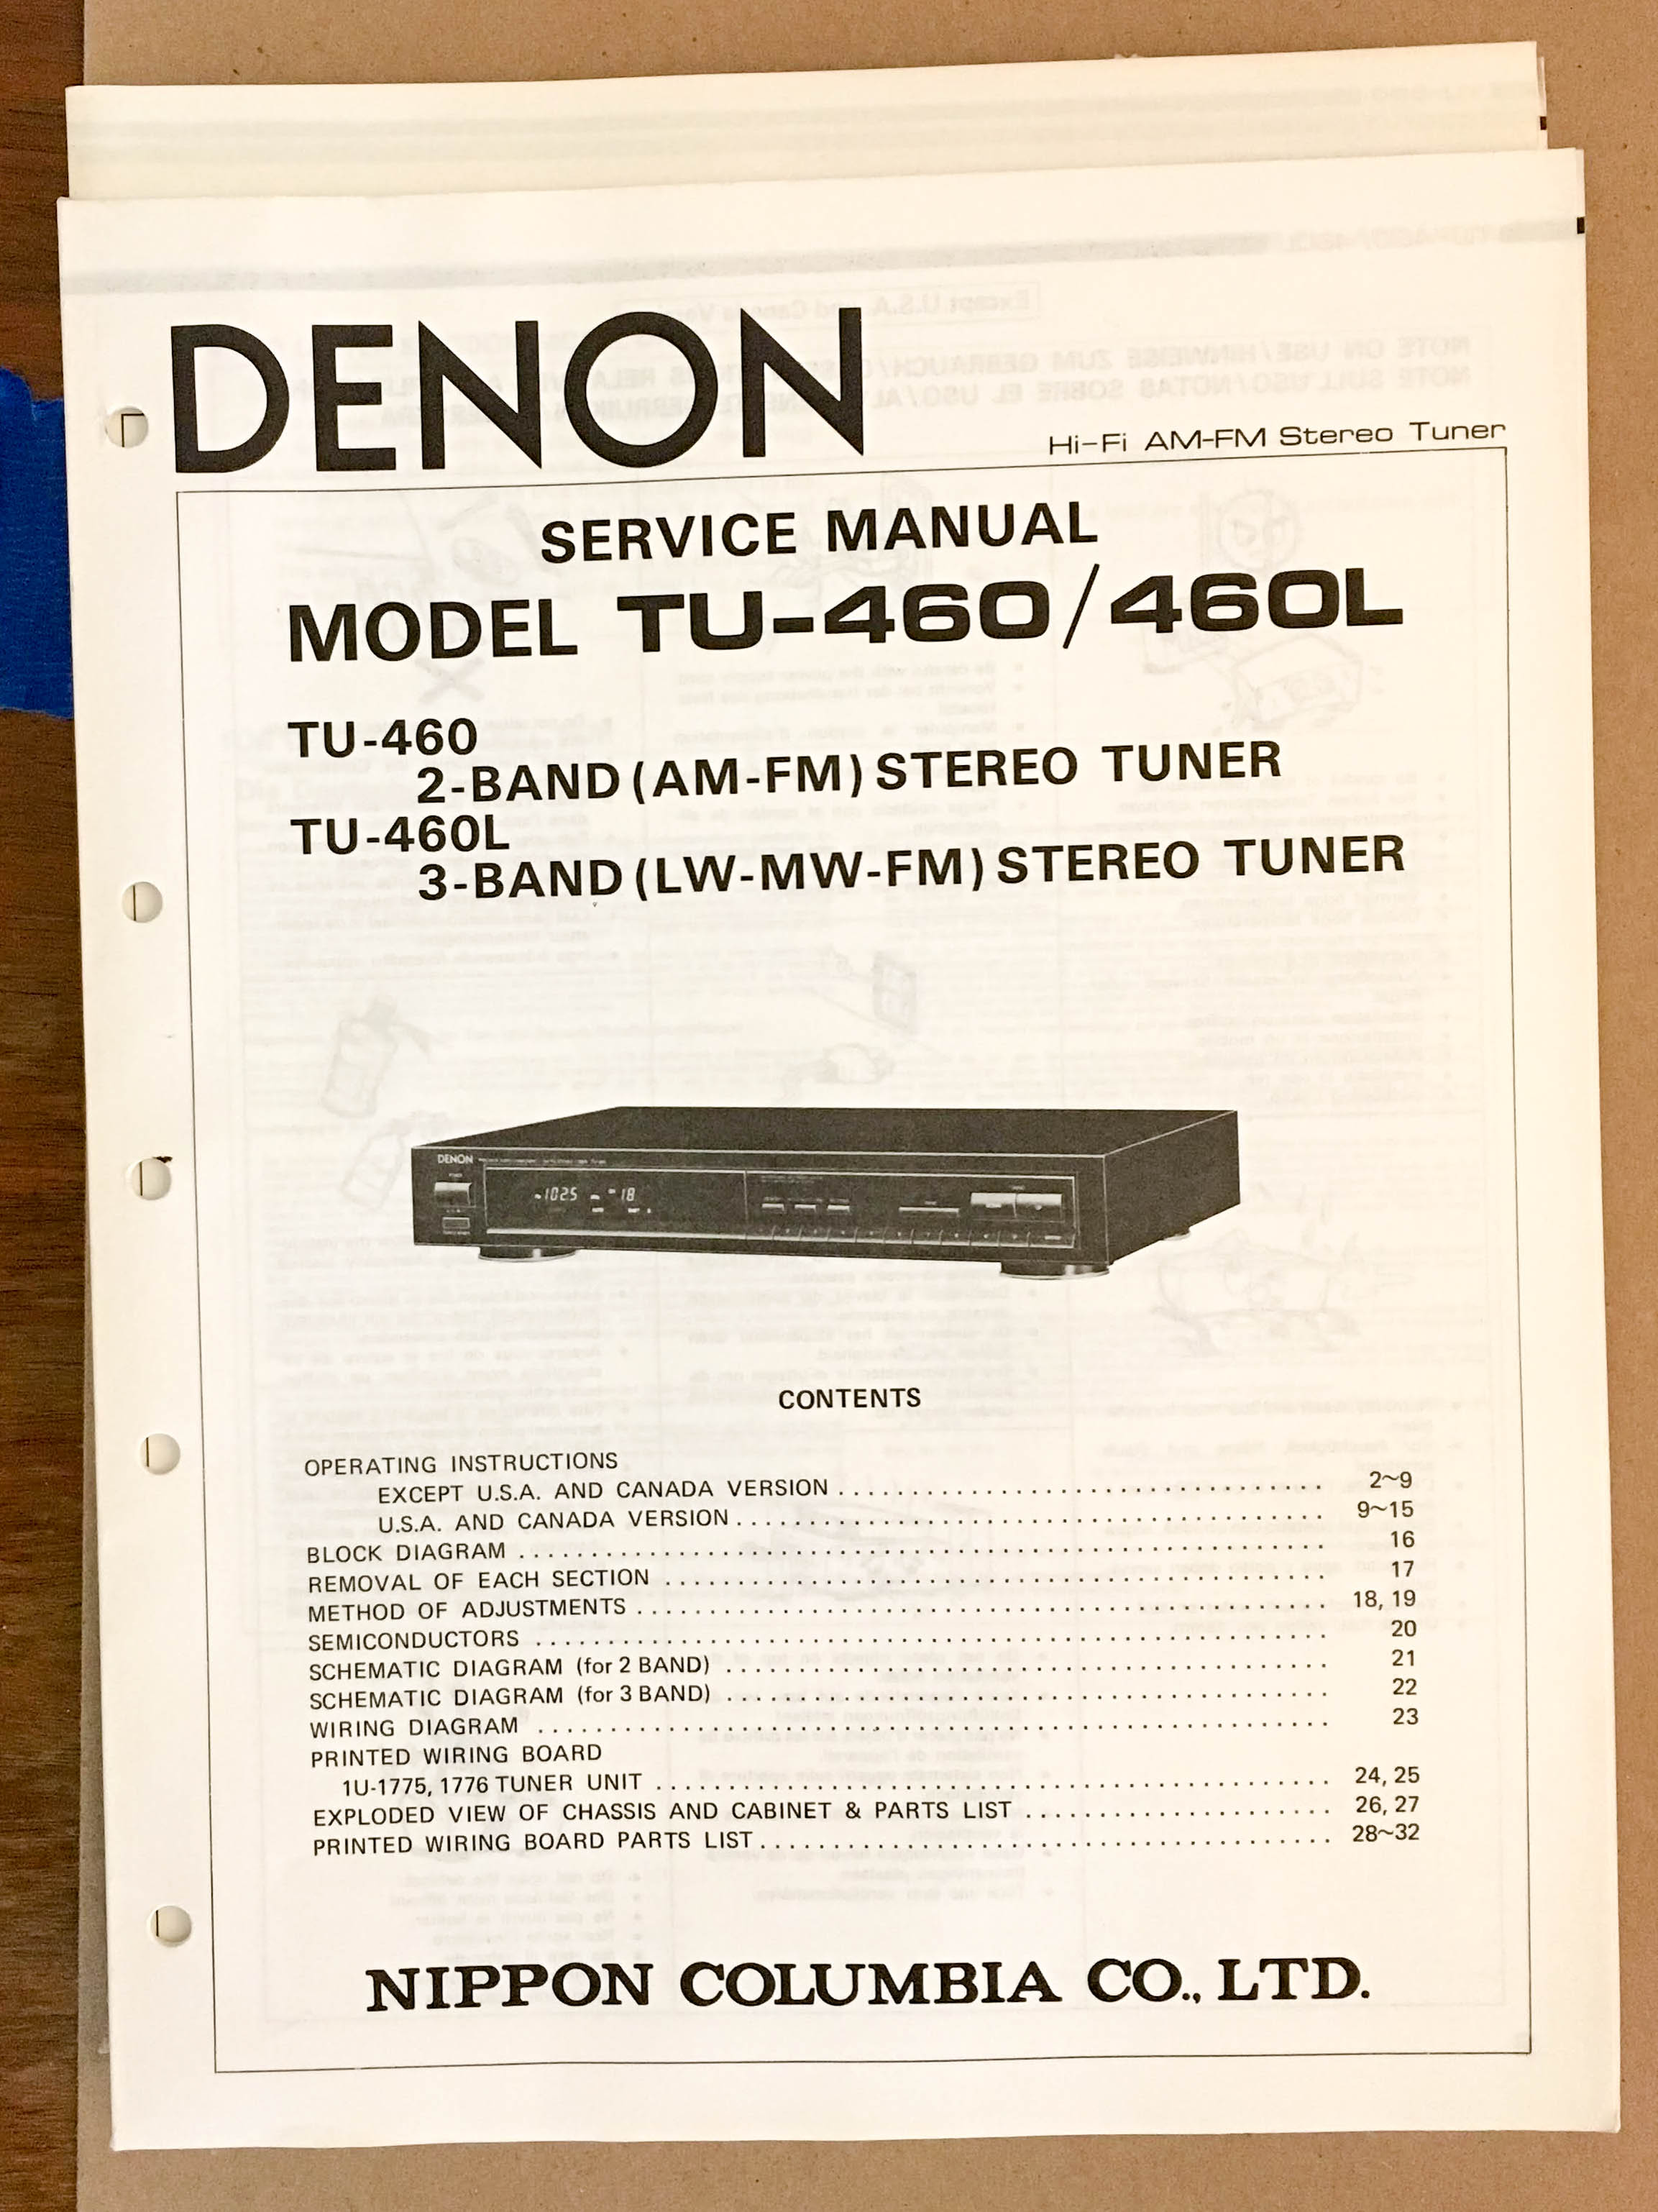 DENON
Hi-Fi AM-FM Stereo Tuner
SERVICE MANUAL
MODEL TU-460/460L
TU-460
2-BAND (AM-FM) STEREO TUNER
TU-460L
3-BAND (LW-MW-FM) STEREO TUNER
DENON
102.5 18
CONTENTS
OPERATING INSTRUCTIONS
EXCEPT U.S.A. AND CANADA VERSION 2~9
U.S.A. AND CANADA VERSION 9~15
BLOCK DIAGRAM 16
REMOVAL OF EACH SECTION 17
METHOD OF ADJUSTMENTS 18, 19
SEMICONDUCTORS 20
SCHEMATIC DIAGRAM (for 2 BAND) 21
SCHEMATIC DIAGRAM (for 3 BAND) 22
WIRING DIAGRAM 23
PRINTED WIRING BOARD
1U-1775, 1776 TUNER UNIT 24, 25
EXPLODED VIEW OF CHASSIS AND CABINET & PARTS LIST 26, 27
PRINTED WIRING BOARD PARTS LIST 28~32
NIPPON COLUMBIA CO., LTD.